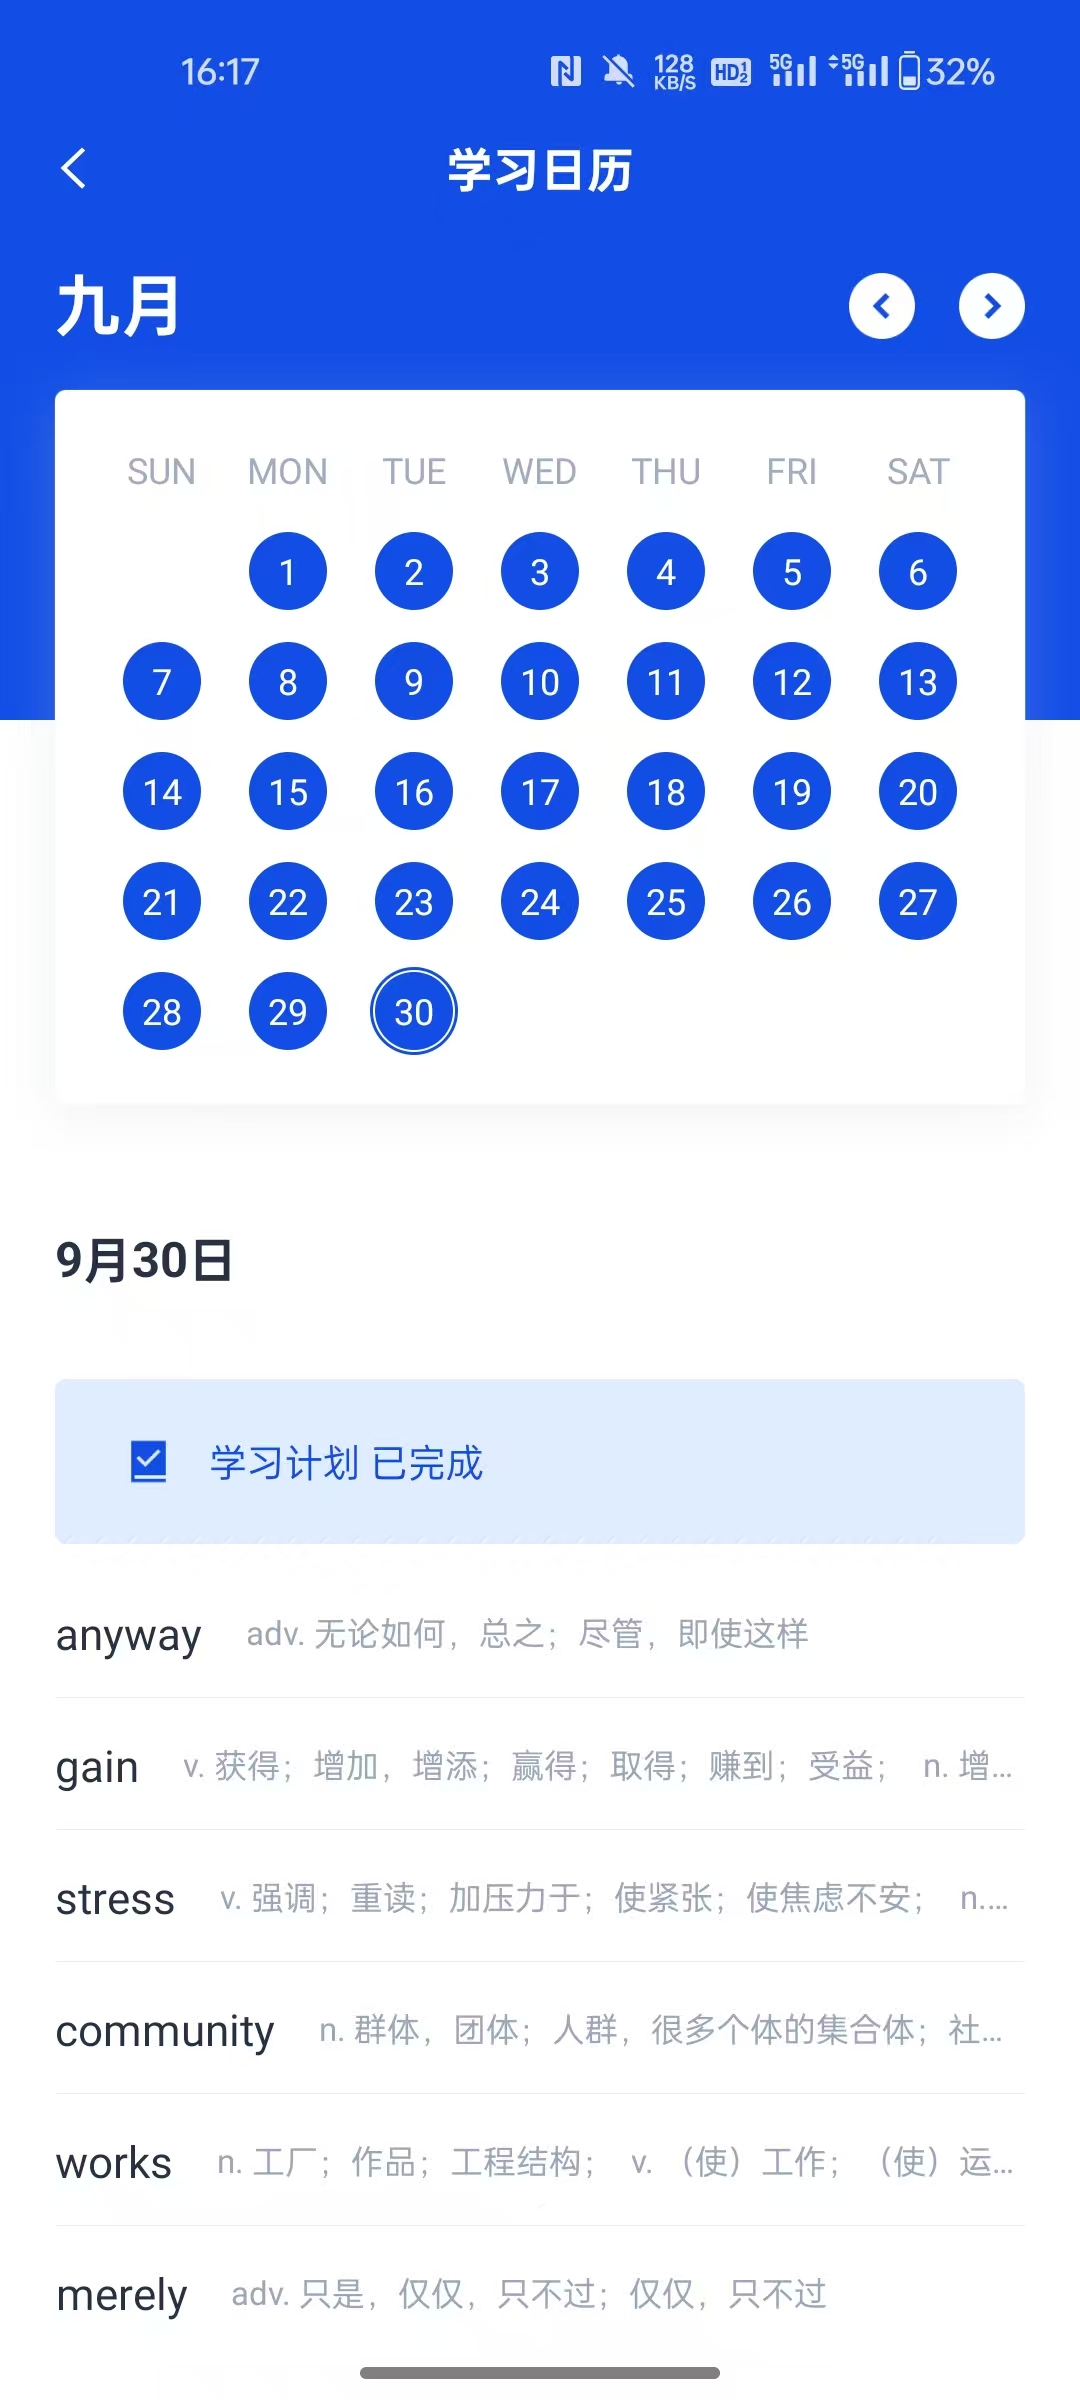 16:17 128 KB/S HD 1 2 5G 5G 32%
学习日历
九月
SUN MON TUE WED THU FRI SAT
1 2 3 4 5 6
7 8 9 10 11 12 13
14 15 16 17 18 19 20
21 22 23 24 25 26 27
28 29 30
9月30日
学习计划 已完成
anyway adv. 无论如何，总之；尽管，即使这样
gain v. 获得；增加，增添；赢得；取得；赚到；受益； n. 增...
stress v. 强调；重读；加压力于；使紧张；使焦虑不安； n....
community n. 群体，团体；人群，很多个体的集合体；社...
works n. 工厂；作品；工程结构； v. （使）工作；（使）运...
merely adv. 只是，仅仅，只不过；仅仅，只不过